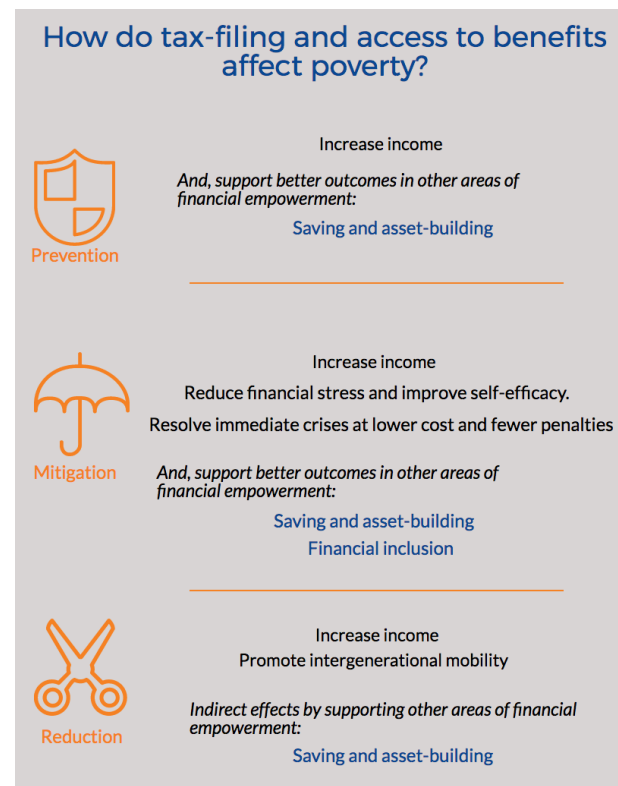 How do tax-filing and access to benefits
affect poverty?
Increase income
And, support better outcomes in other areas of
financial empowerment:
Saving and asset-building
Prevention
Increase income
Reduce financial stress and improve self-efficacy.
Resolve immediate crises at lower cost and fewer penalties
Mitigation
And, support better outcomes in other areas of
financial empowerment:
Saving and asset-building
Financial inclusion
Increase income
Promote intergenerational mobility
Reduction
Indirect effects by supporting other areas of financial
empowerment:
Saving and asset-building